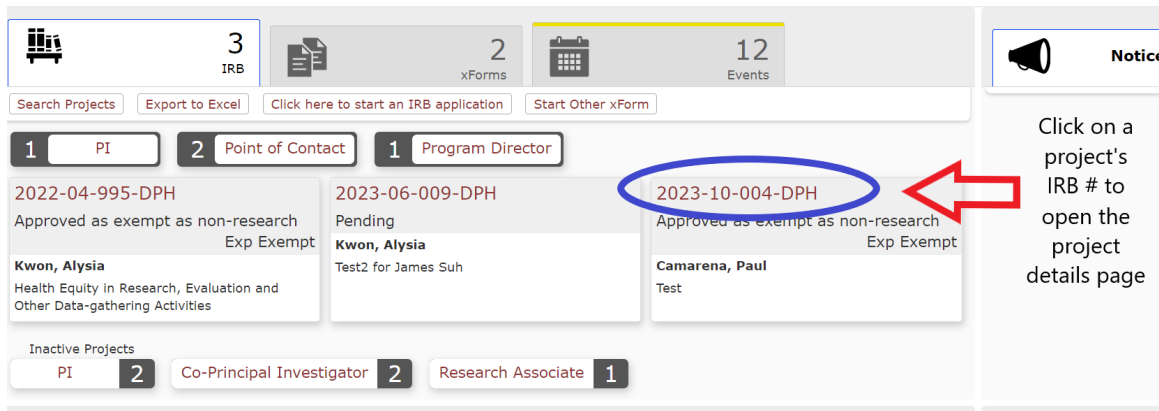 3
IRB
2
xForms
12
Events
Notice
Search Projects
Export to Excel
Click here to start an IRB application
Start Other xForm
1 PI
2 Point of Contact
1 Program Director
2022-04-995-DPH
Approved as exempt as non-research
Exp Exempt
Kwon, Alysia
Health Equity in Research, Evaluation and
Other Data-gathering Activities
2023-06-009-DPH
Pending
Kwon, Alysia
Test2 for James Suh
2023-10-004-DPH
Approved as exempt as non-research
Exp Exempt
Camarena, Paul
Test
Click on a
project's
IRB # to
open the
project
details page
Inactive Projects
PI 2
Co-Principal Investigator 2
Research Associate 1